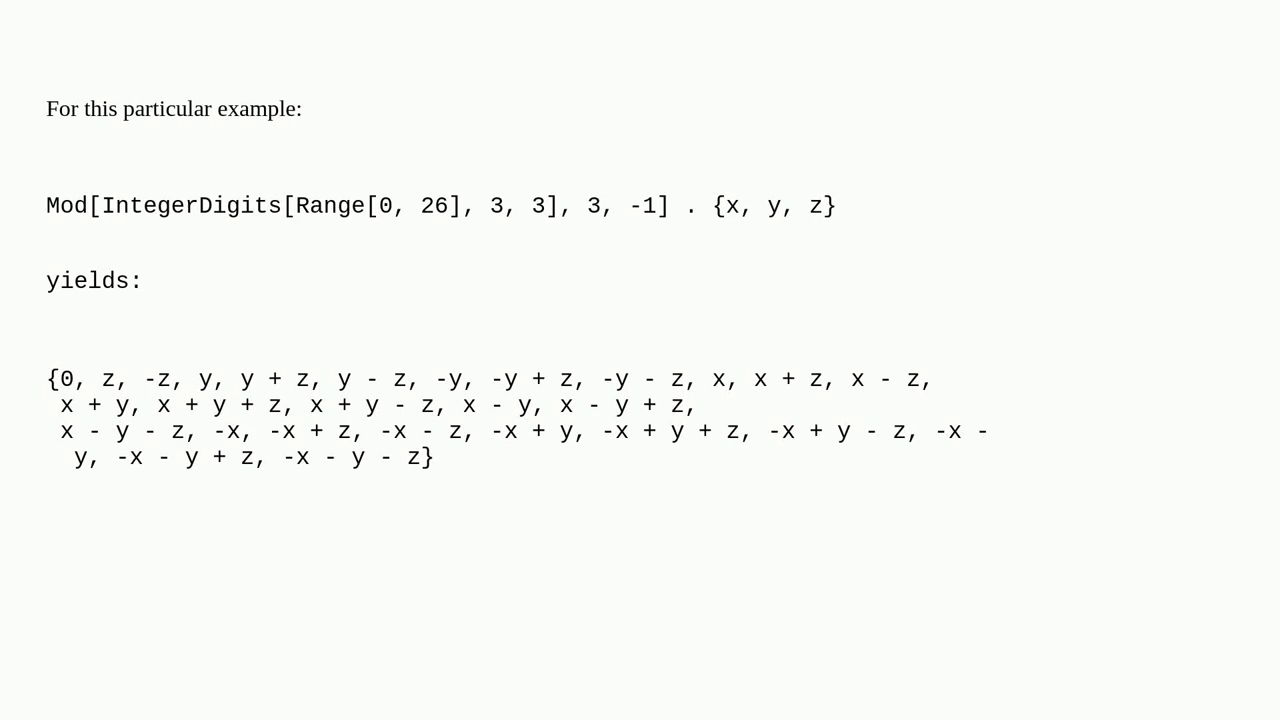 For this particular example:
Mod[IntegerDigits[Range[0, 26], 3, 3], 3, -1] . {x, y, z}
yields:
{0, z, -z, y, y + z, y - z, -y, -y + z, -y - z, x, x + z, x - z,
 x + y, x + y + z, x + y - z, x - y, x - y + z,
 x - y - z, -x, -x + z, -x - z, -x + y, -x + y + z, -x + y - z, -x -
  y, -x - y + z, -x - y - z}